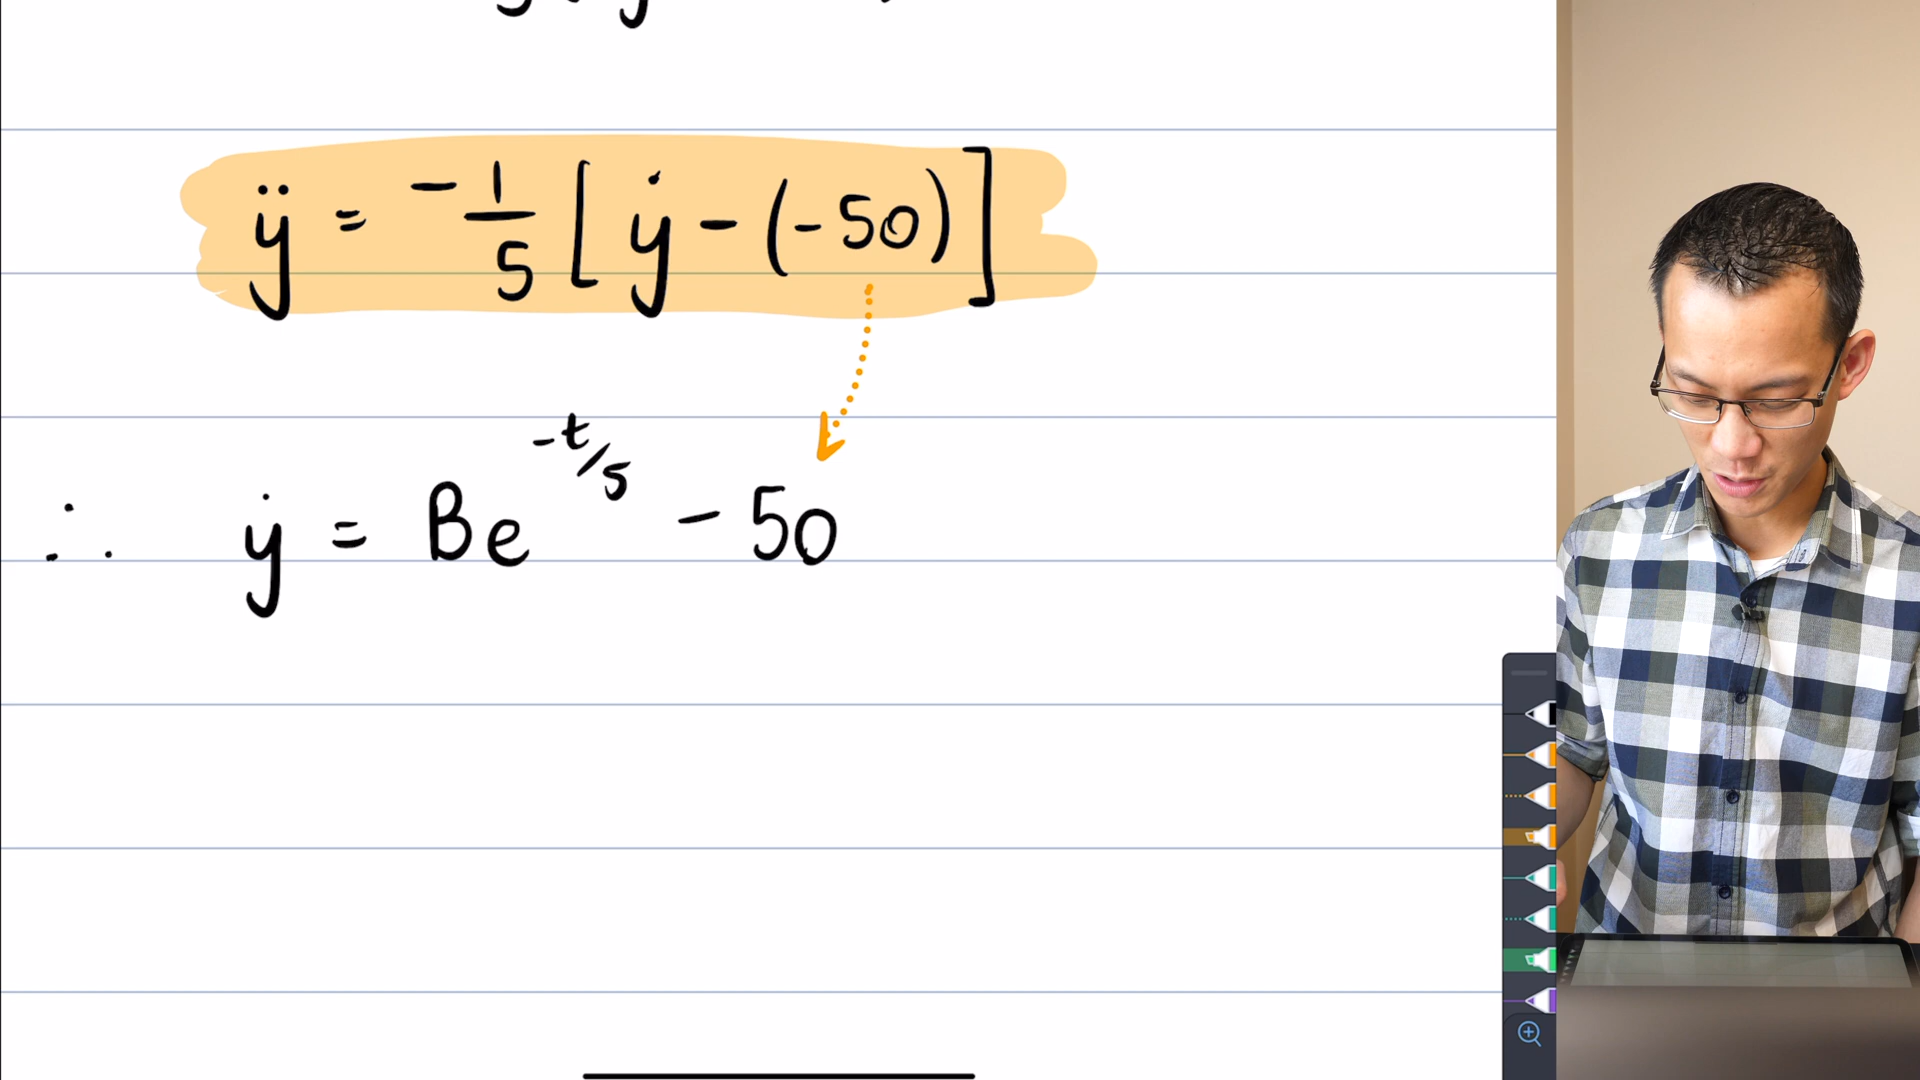 ÿ = -1/5 [ẏ - (-50)]
∴ ẏ = Be^(-t/5) - 50